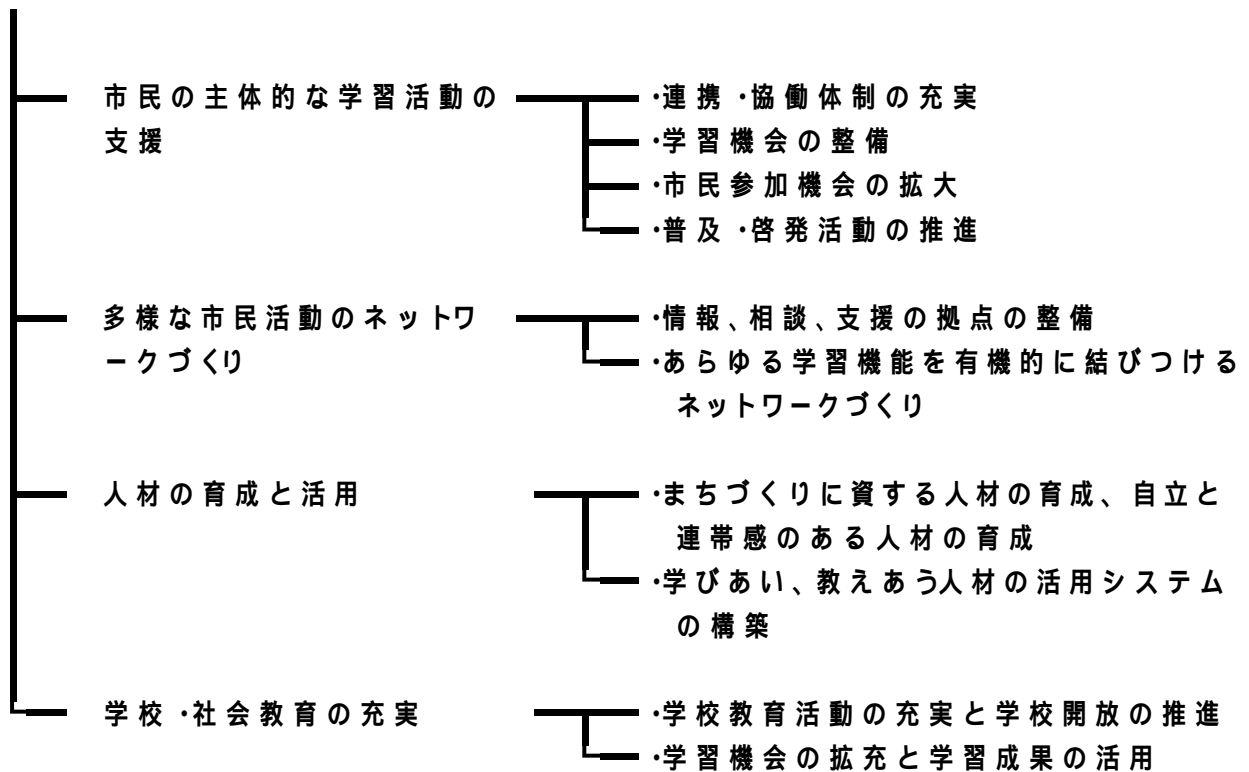 市民の主体的な学習活動の
支援
・連携・協働体制の充実
・学習機会の整備
・市民参加機会の拡大
・普及・啓発活動の推進
多様な市民活動のネットワ
ークづくり
・情報、相談、支援の拠点の整備
・あらゆる学習機能を有機的に結びつける
ネットワークづくり
人材の育成と活用
・まちづくりに資する人材の育成、自立と
連帯感のある人材の育成
・学びあい、教えあう人材の活用システム
の構築
学校・社会教育の充実
・学校教育活動の充実と学校開放の推進
・学習機会の拡充と学習成果の活用